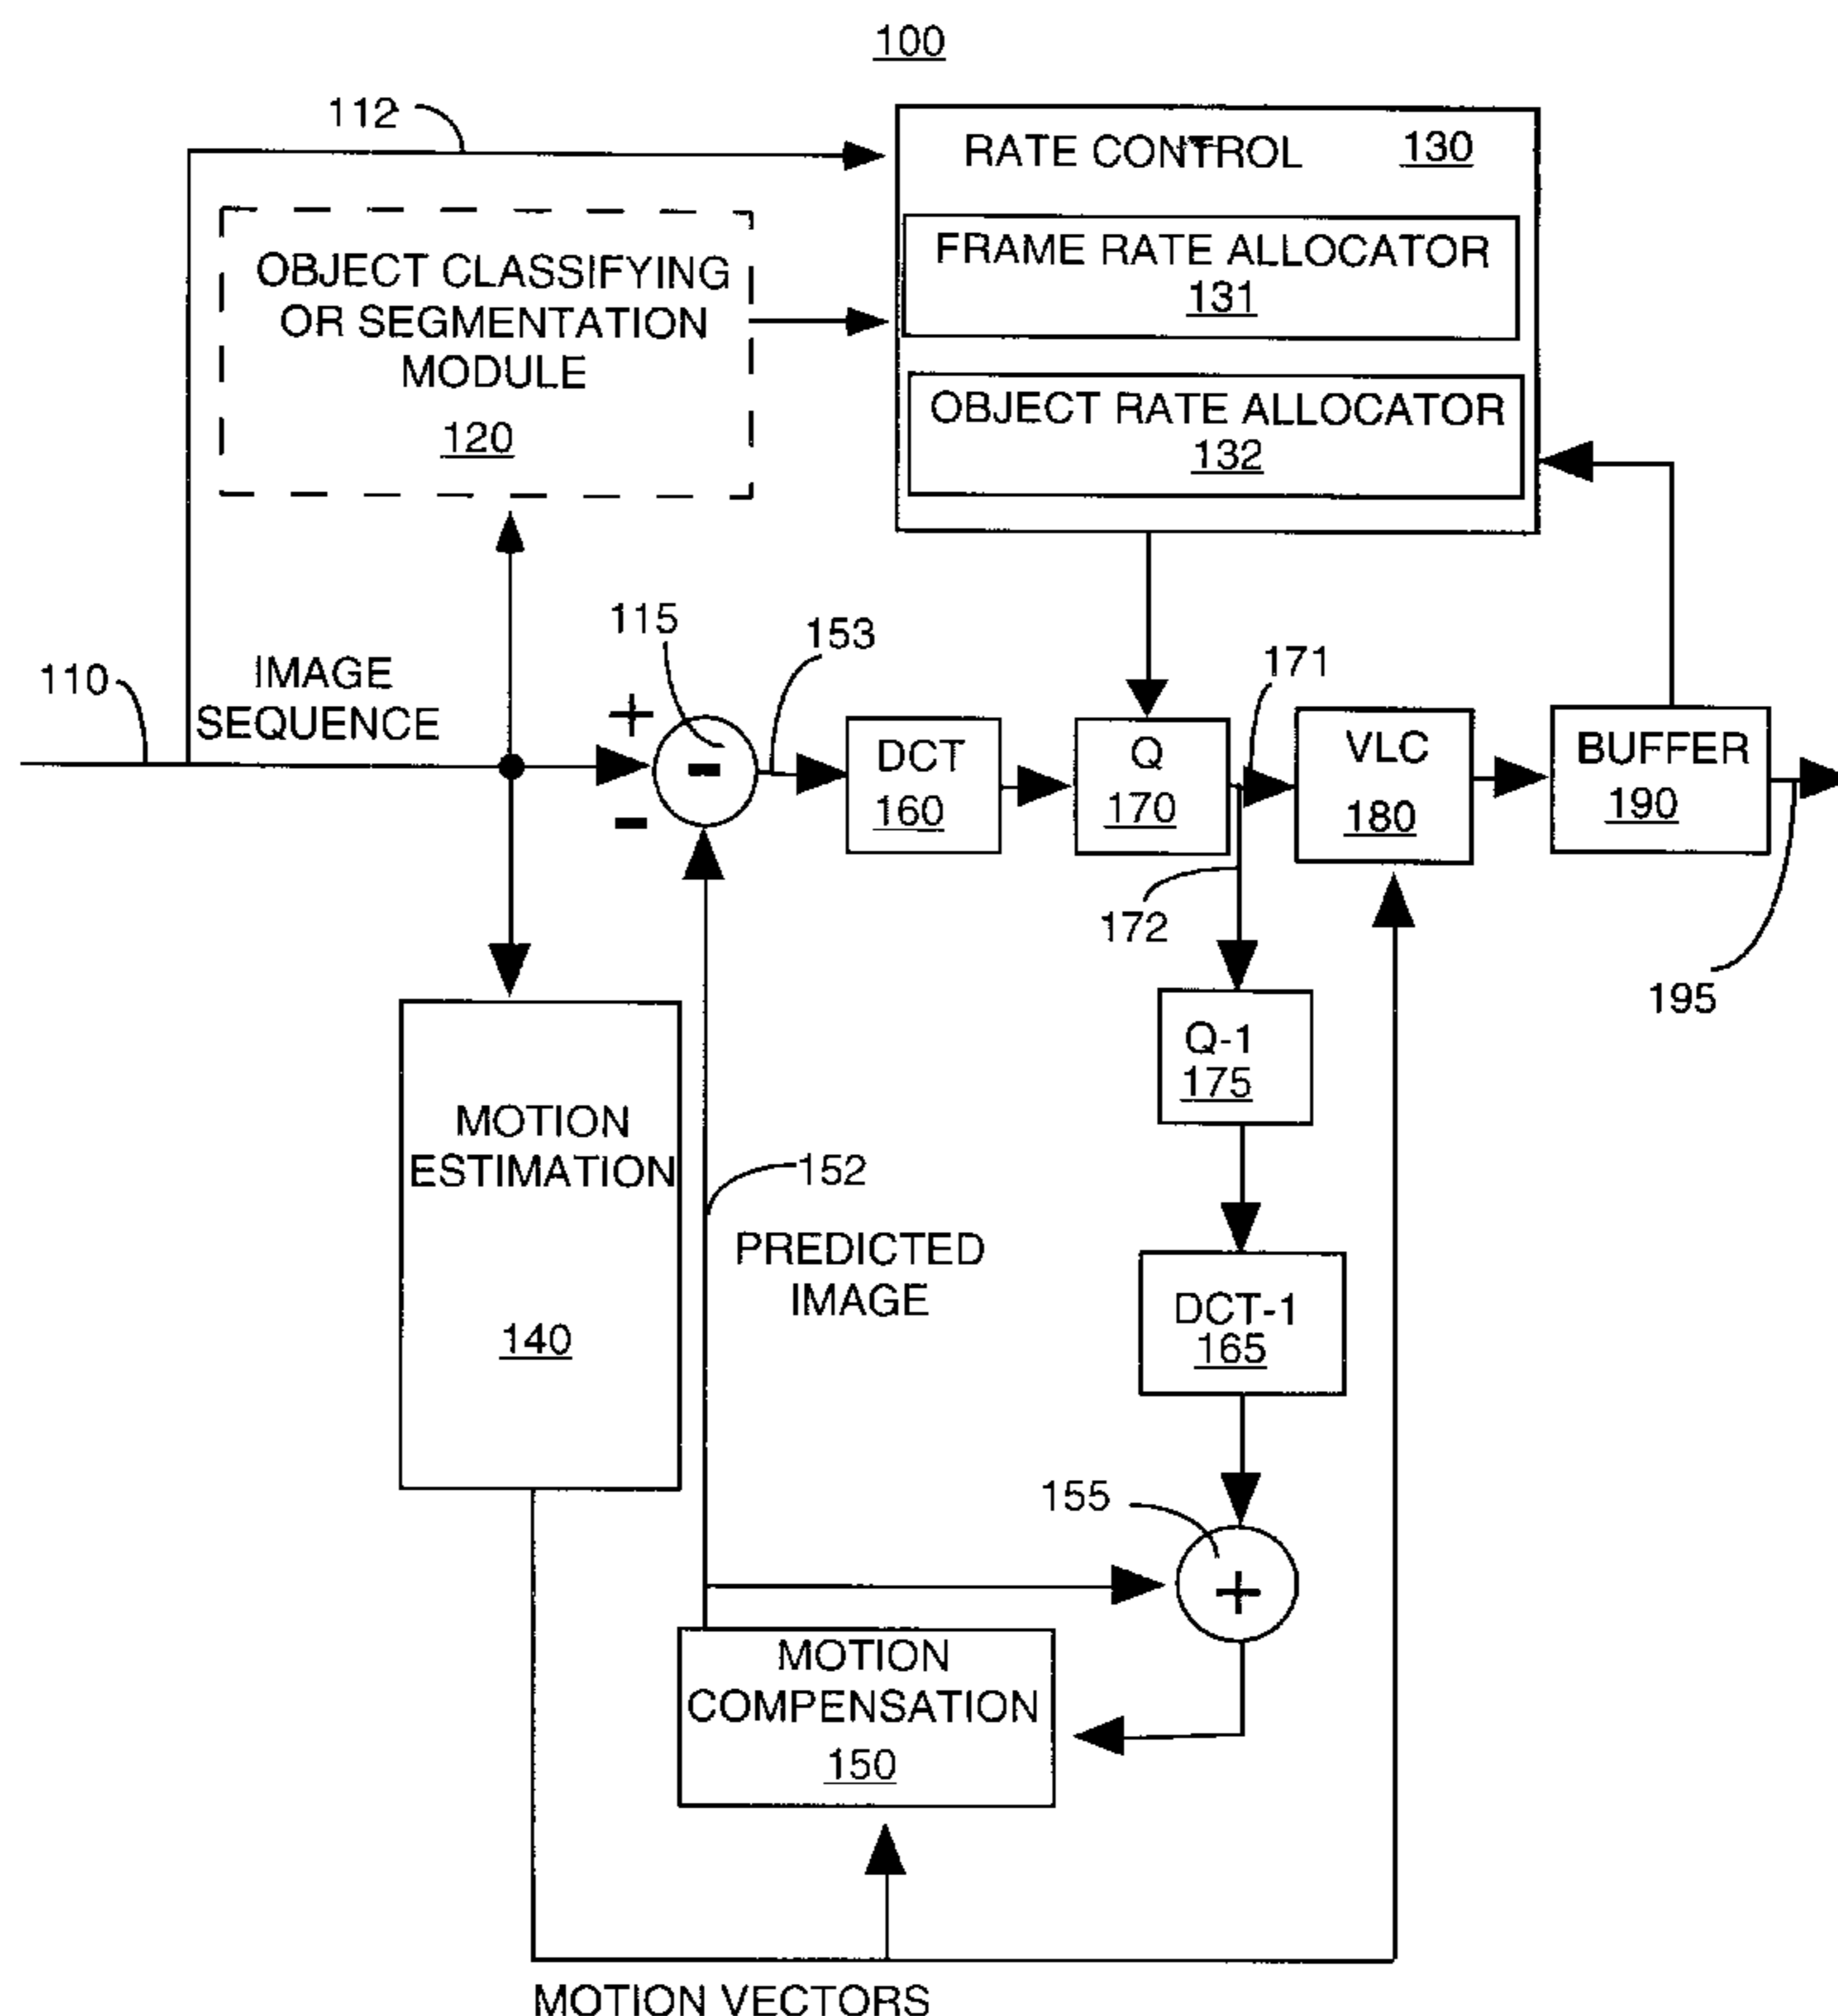 100
112
RATE CONTROL 130
FRAME RATE ALLOCATOR
131
OBJECT CLASSIFYING
OR SEGMENTATION
MODULE
120
OBJECT RATE ALLOCATOR
132
115
153
110
IMAGE
SEQUENCE
+
-
-
DCT
160
Q
170
171
VLC
180
BUFFER
190
172
195
Q-1
175
MOTION
ESTIMATION
140
152
PREDICTED
IMAGE
DCT-1
165
155
+
MOTION
COMPENSATION
150
MOTION VECTORS